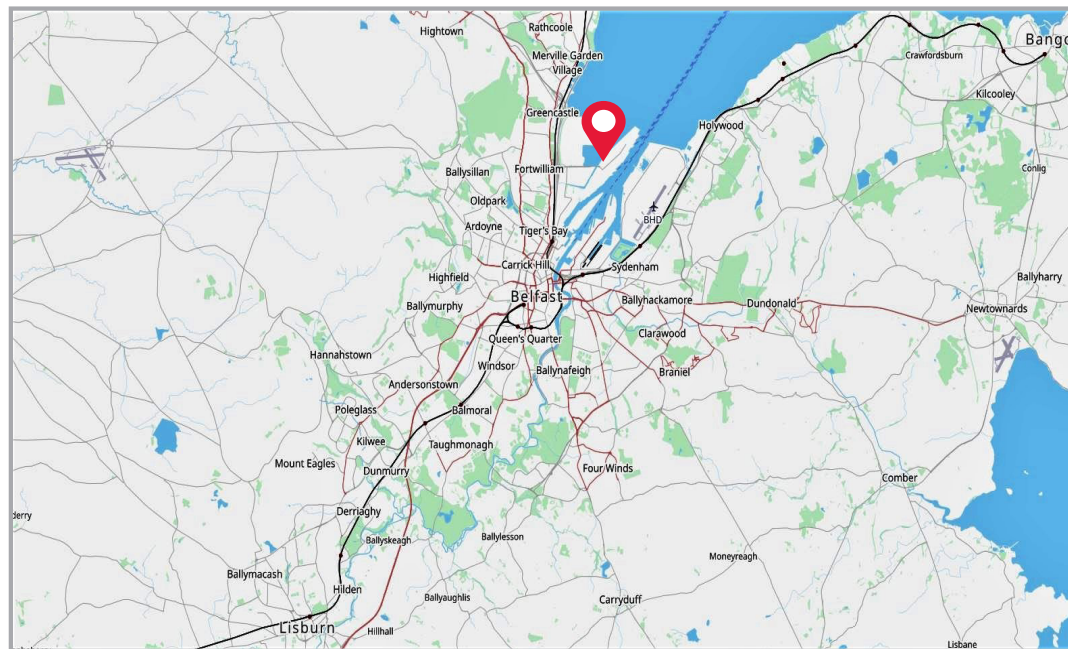 Hightown
Rathcoole
Merville Garden
Village
Bango
Crawfordsburn
Kilcooley
Greencastle
Holywood
Ballysillan
Fortwilliam
Conlig
Oldpark
BHD
Ardoyne
Tiger's Bay
Carrick Hill
Sydenham
Highfield
Ballyharry
Belfast
Ballymurphy
Ballyhackamore
Dundonald
Newtownards
Queen's Quarter
Clarawood
Hannahstown
Windsor
Ballynafeigh
Braniel
Andersonstown
Poleglass
Balmoral
Kilwee
Taughmonagh
Mount Eagles
Dunmurry
Four Winds
Comber
derry
Derriaghy
Ballyskeagh
Ballylesson
Moneyreagh
Ballymacash
Hilden
Ballyaughlis
Carryduff
Lisburn
Hillhall
Lisbane